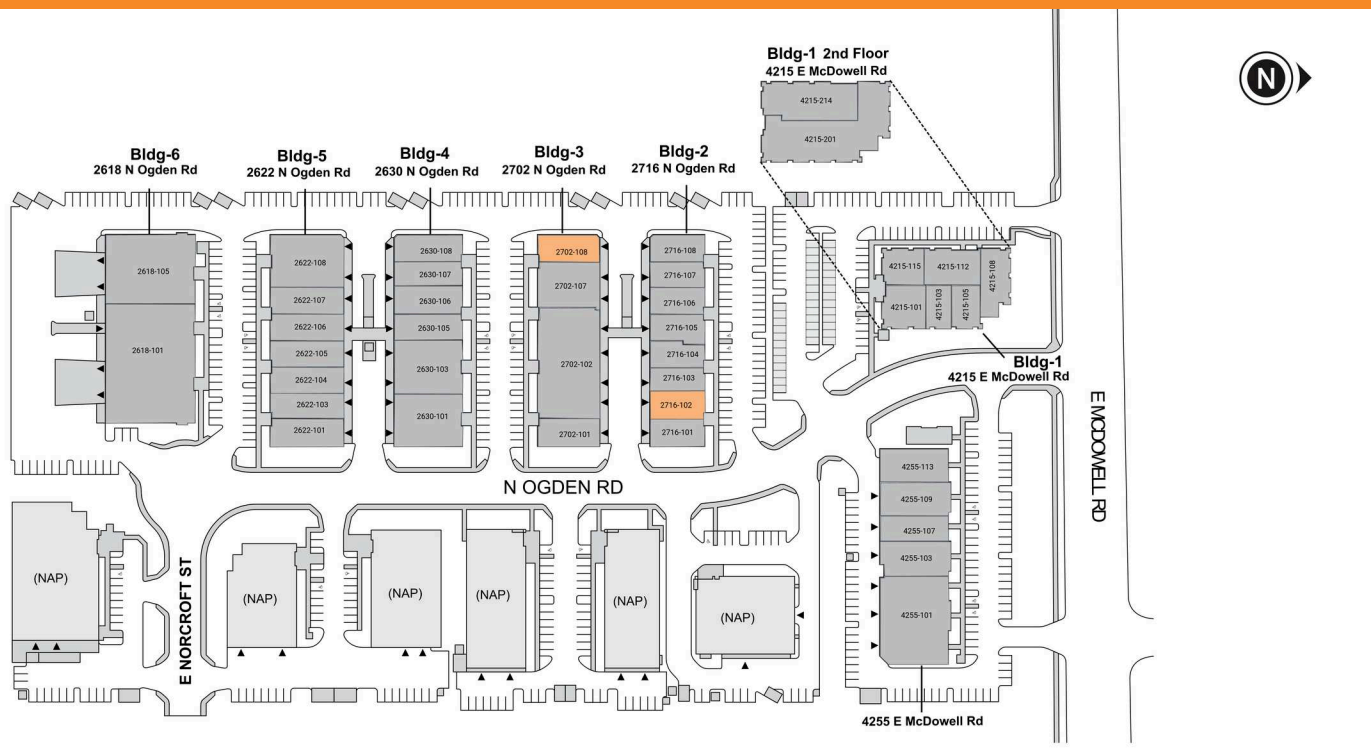 Bldg-1 2nd Floor
4215 E McDowell Rd
N
4215-214
4215-201
Bldg-6
2618 N Ogden Rd
Bldg-5
2622 N Ogden Rd
Bldg-4
2630 N Ogden Rd
Bldg-3
2702 N Ogden Rd
Bldg-2
2716 N Ogden Rd
2618-105
2618-101
2622-108
2622-107
2622-106
2622-105
2622-104
2622-103
2622-101
2630-108
2630-107
2630-106
2630-105
2630-103
2630-101
2702-108
2702-107
2702-102
2702-101
2716-108
2716-107
2716-106
2716-105
2716-104
2716-103
2716-102
2716-101
4215-115
4215-112
4215-108
4215-101
4215-103
4215-105
Bldg-1
4215 E McDowell Rd
E MCDOWELL RD
N OGDEN RD
4255-113
4255-109
4255-107
4255-103
4255-101
4255 E McDowell Rd
E NORCROFT ST
(NAP)
(NAP)
(NAP)
(NAP)
(NAP)
(NAP)